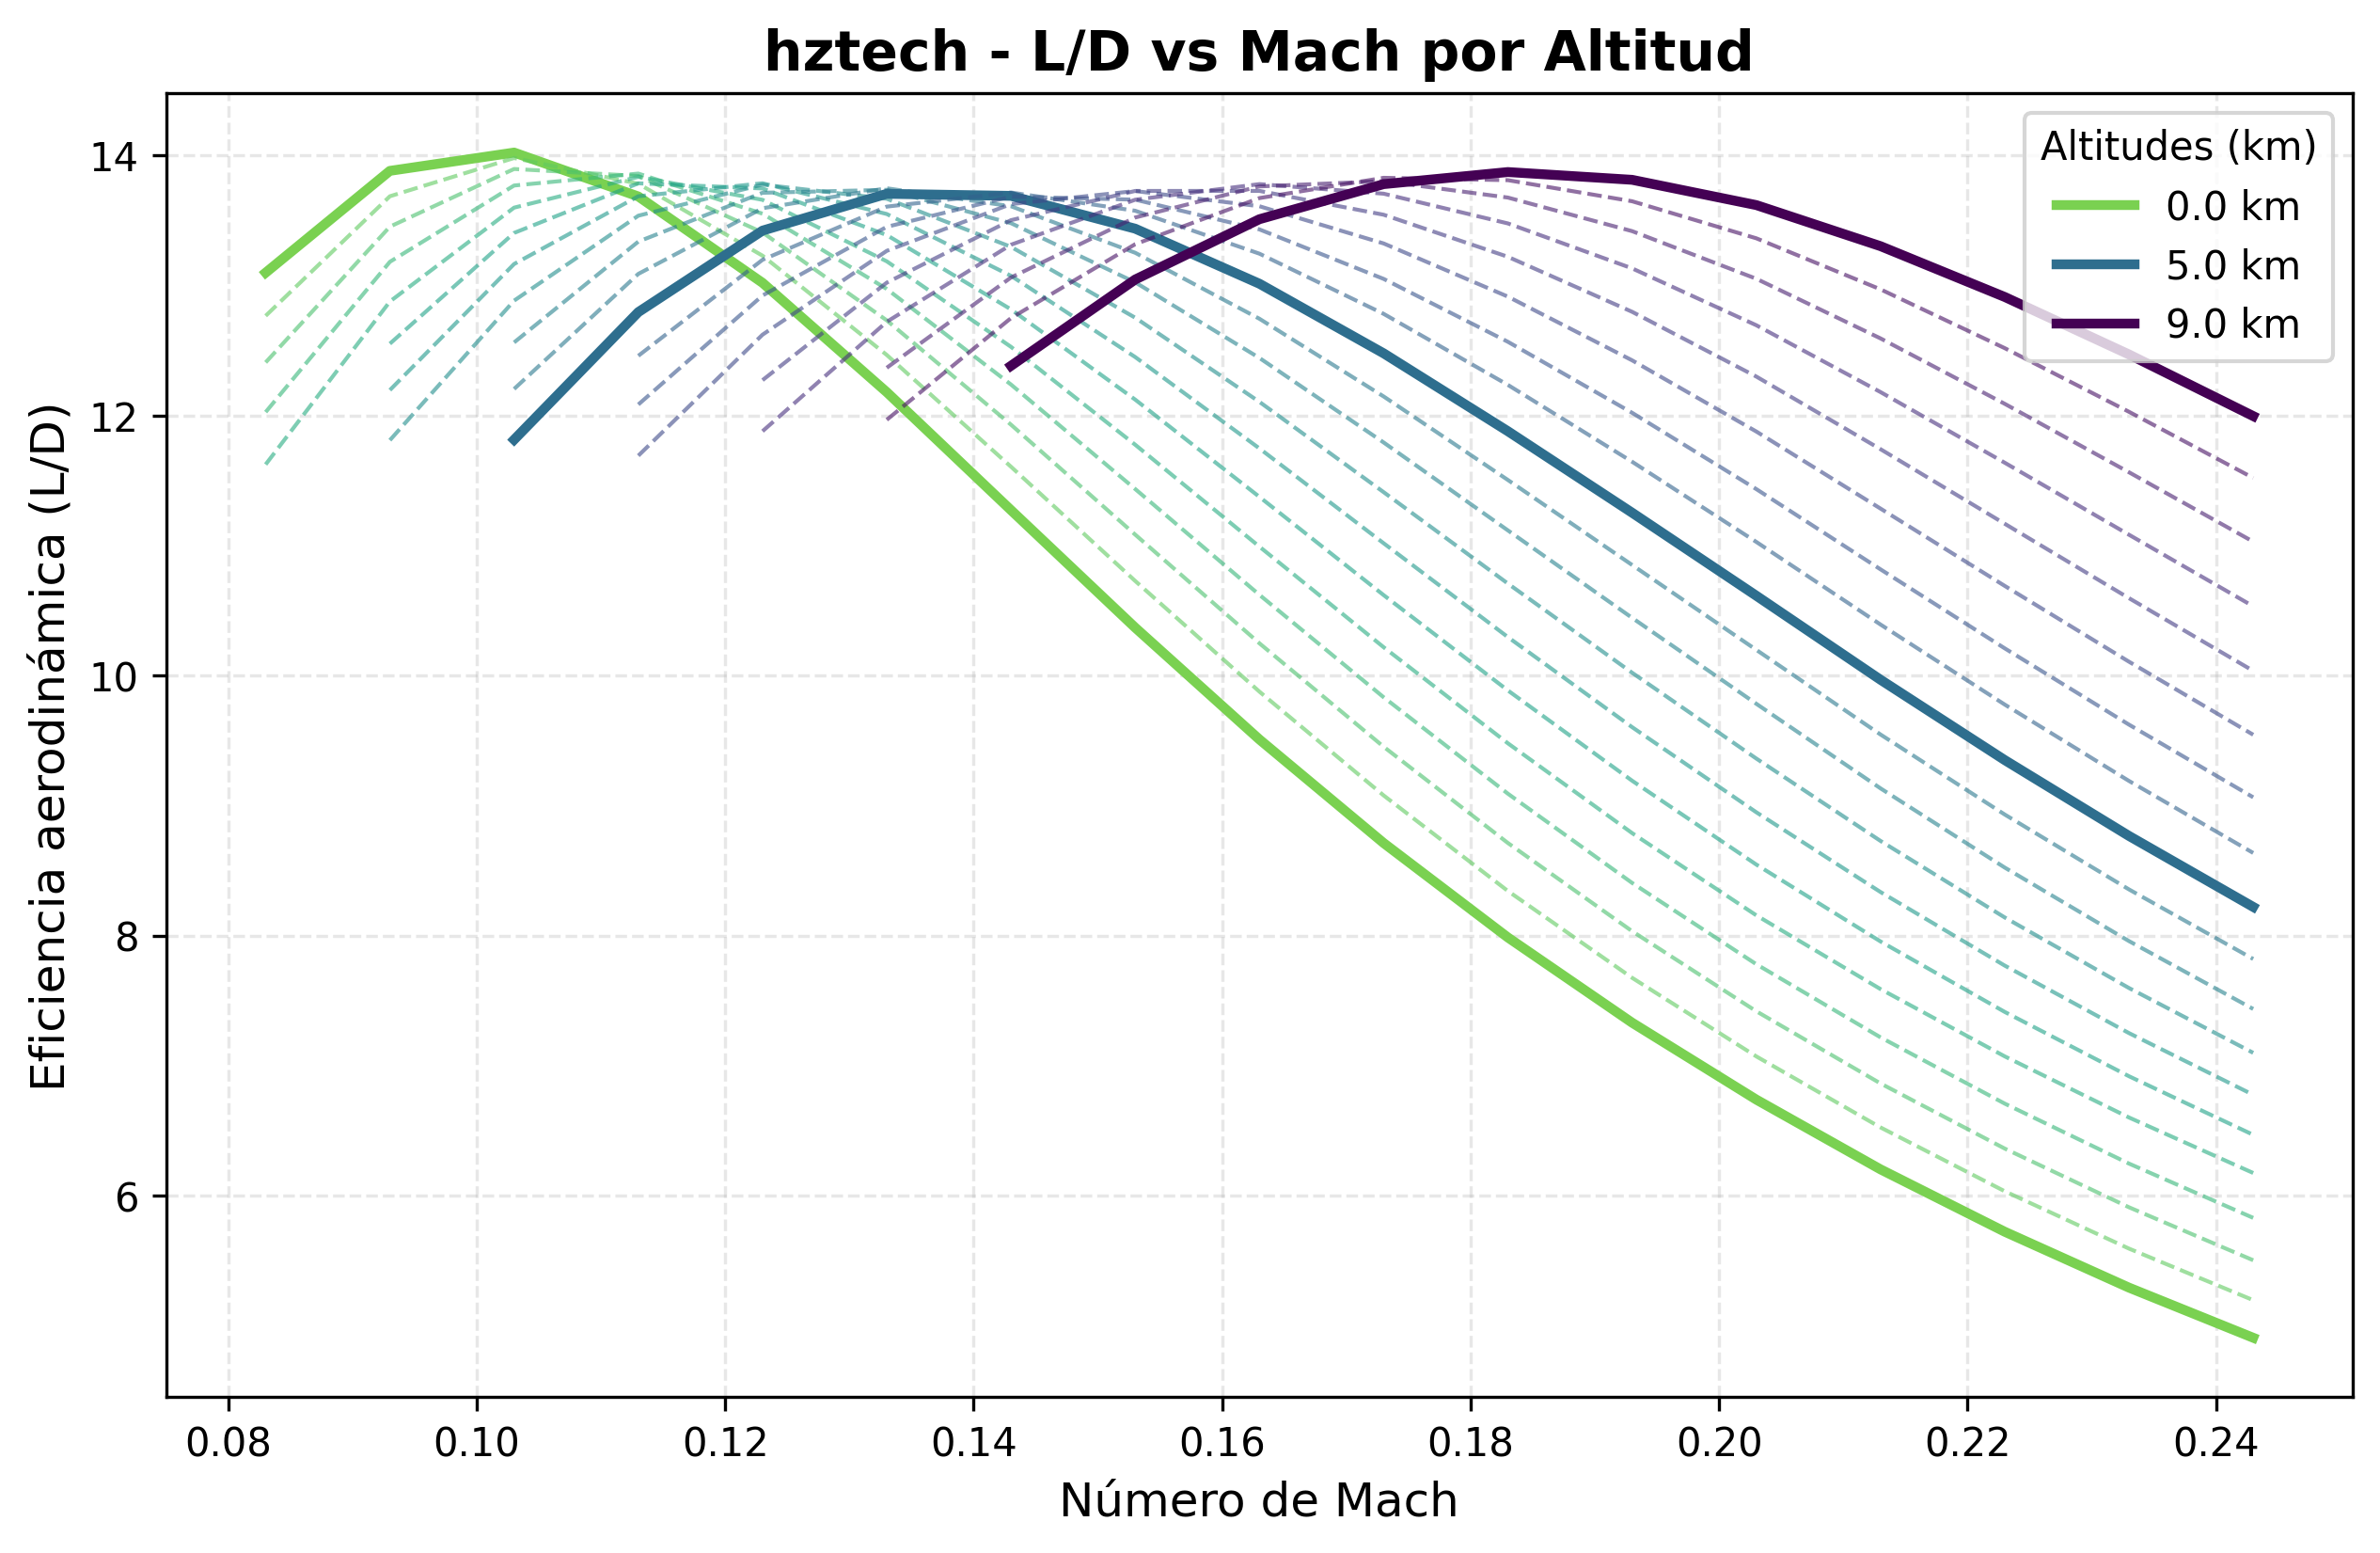 hztech - L/D vs Mach por Altitud
Eficiencia aerodinámica (L/D)
14
12
10
8
6
Altitudes (km)
0.0 km
5.0 km
9.0 km
0.08 0.10 0.12 0.14 0.16 0.18 0.20 0.22 0.24
Número de Mach